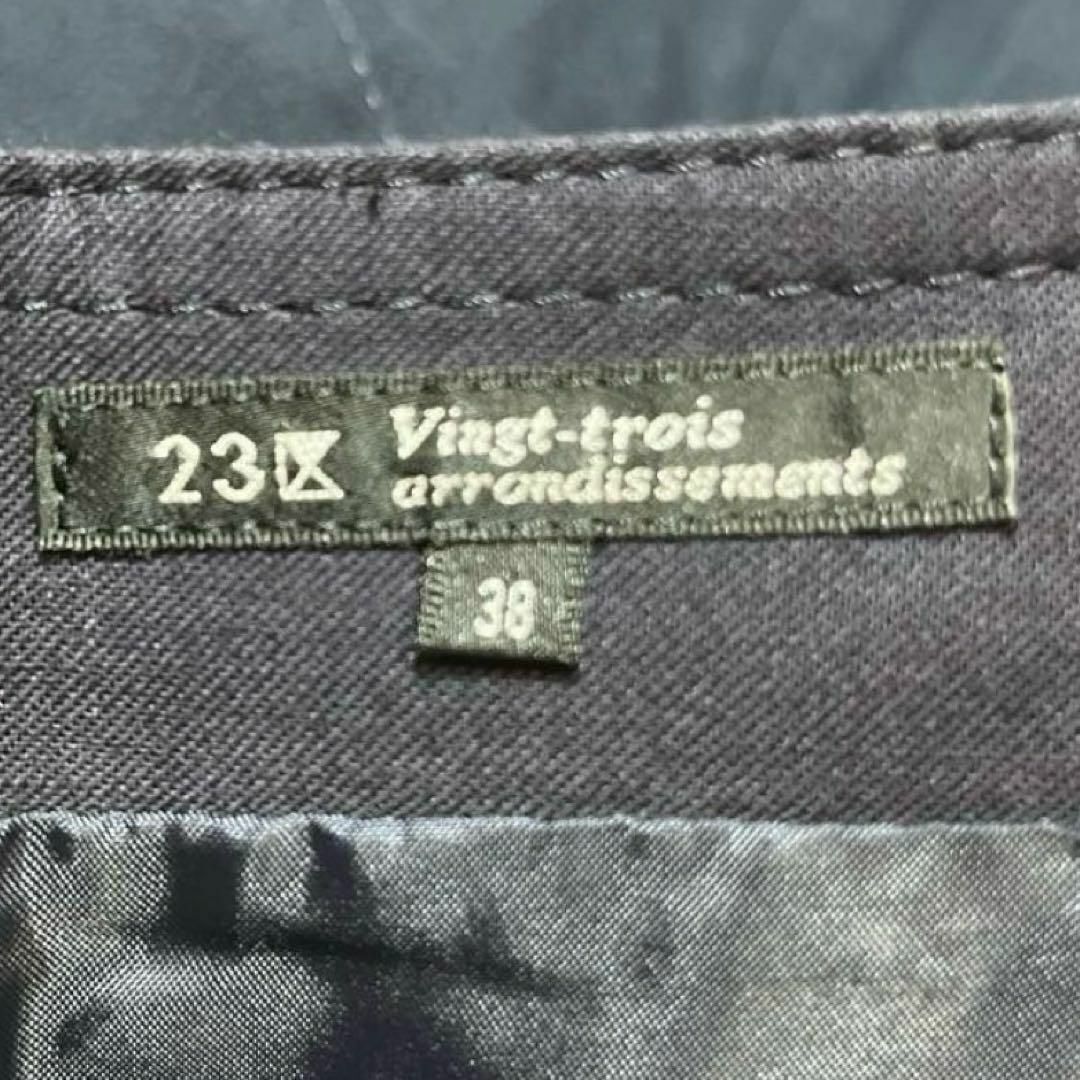 23区 Vingt-trois
arrondissements
38